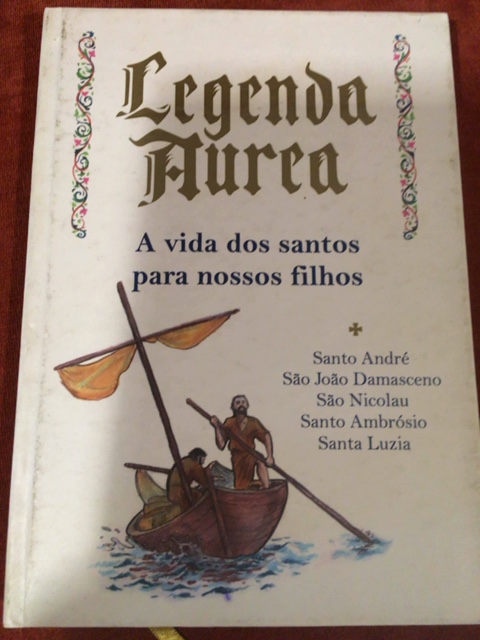 Legenda
Aurea
A vida dos santos
para nossos filhos
Santo André
São João Damasceno
São Nicolau
Santo Ambrósio
Santa Luzia